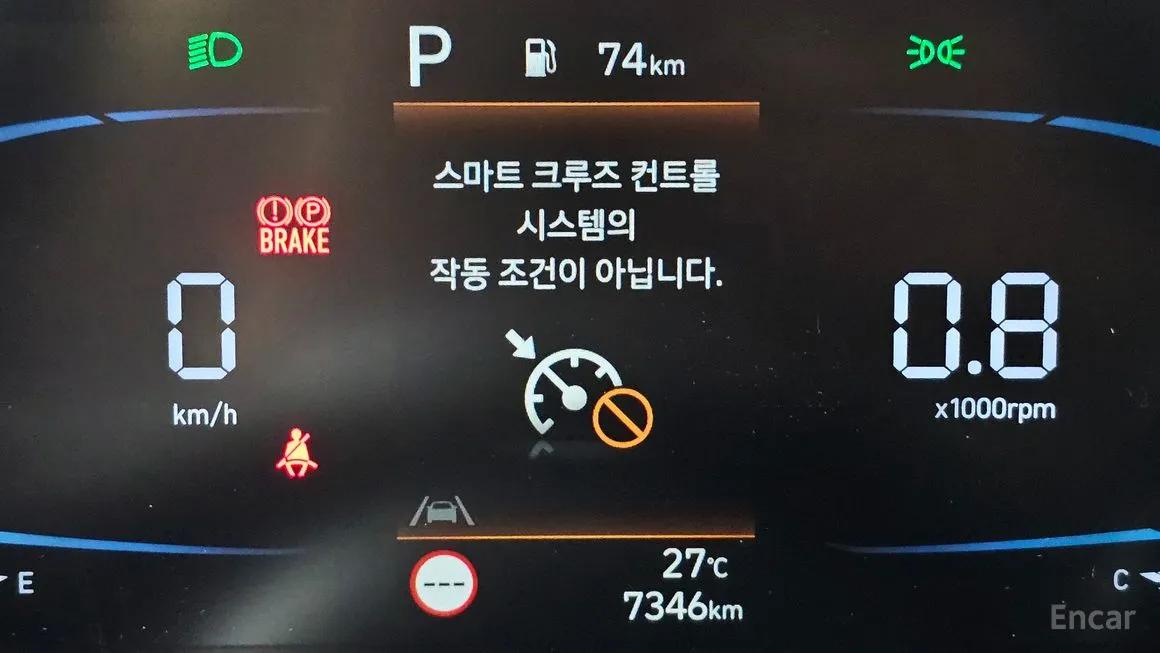 P 74km
스마트 크루즈 컨트롤
시스템의
작동 조건이 아닙니다.
P
BRAKE
0
km/h
0.8
x1000rpm
---
27°C
7346km
E
C
Encar